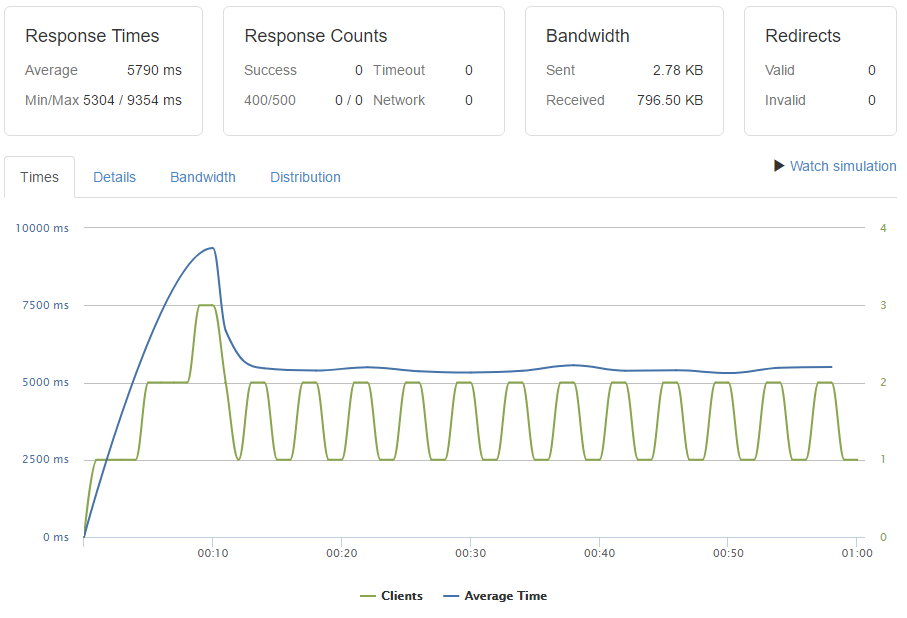 Response Times
Average 5790 ms
Min/Max 5304 / 9354 ms
Response Counts
Success 0 Timeout 0
400/500 0 / 0 Network 0
Bandwidth
Sent 2.78 KB
Received 796.50 KB
Redirects
Valid 0
Invalid 0
Times Details Bandwidth Distribution
Watch simulation
10000 ms 4
7500 ms 3
5000 ms 2
2500 ms 1
0 ms 0
00:10 00:20 00:30 00:40 00:50 01:00
Clients Average Time